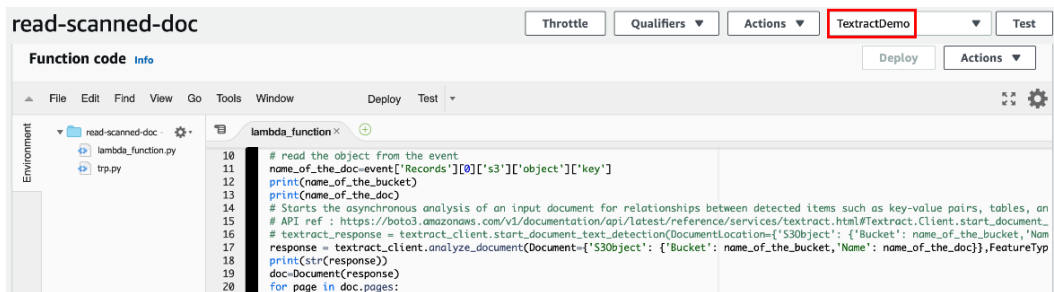 read-scanned-doc
Throttle
Qualifiers
Actions
TextractDemo
Test
Function code Info
Deploy
Actions
File Edit Find View Go Tools Window Deploy Test
Environment
read-scanned-doc
lambda_function.py
trp.py
lambda_function
10 # read the object from the event
11 name_of_the_doc=event['Records'][0]['s3']['object']['key']
12 print(name_of_the_bucket)
13 print(name_of_the_doc)
14 # Starts the asynchronous analysis of an input document for relationships between detected items such as key-value pairs, tables, an
15 # API ref : https://boto3.amazonaws.com/v1/documentation/api/latest/reference/services/textract.html#Textract.Client.start_document_
16 # textract_response = textract_client.start_document_text_detection(DocumentLocation={'S3Object': {'Bucket': name_of_the_bucket,'Nam
17 response = textract_client.analyze_document(Document={'S3Object': {'Bucket': name_of_the_bucket,'Name': name_of_the_doc}},FeatureTyp
18 print(str(response))
19 doc=Document(response)
20 for page in doc.pages: